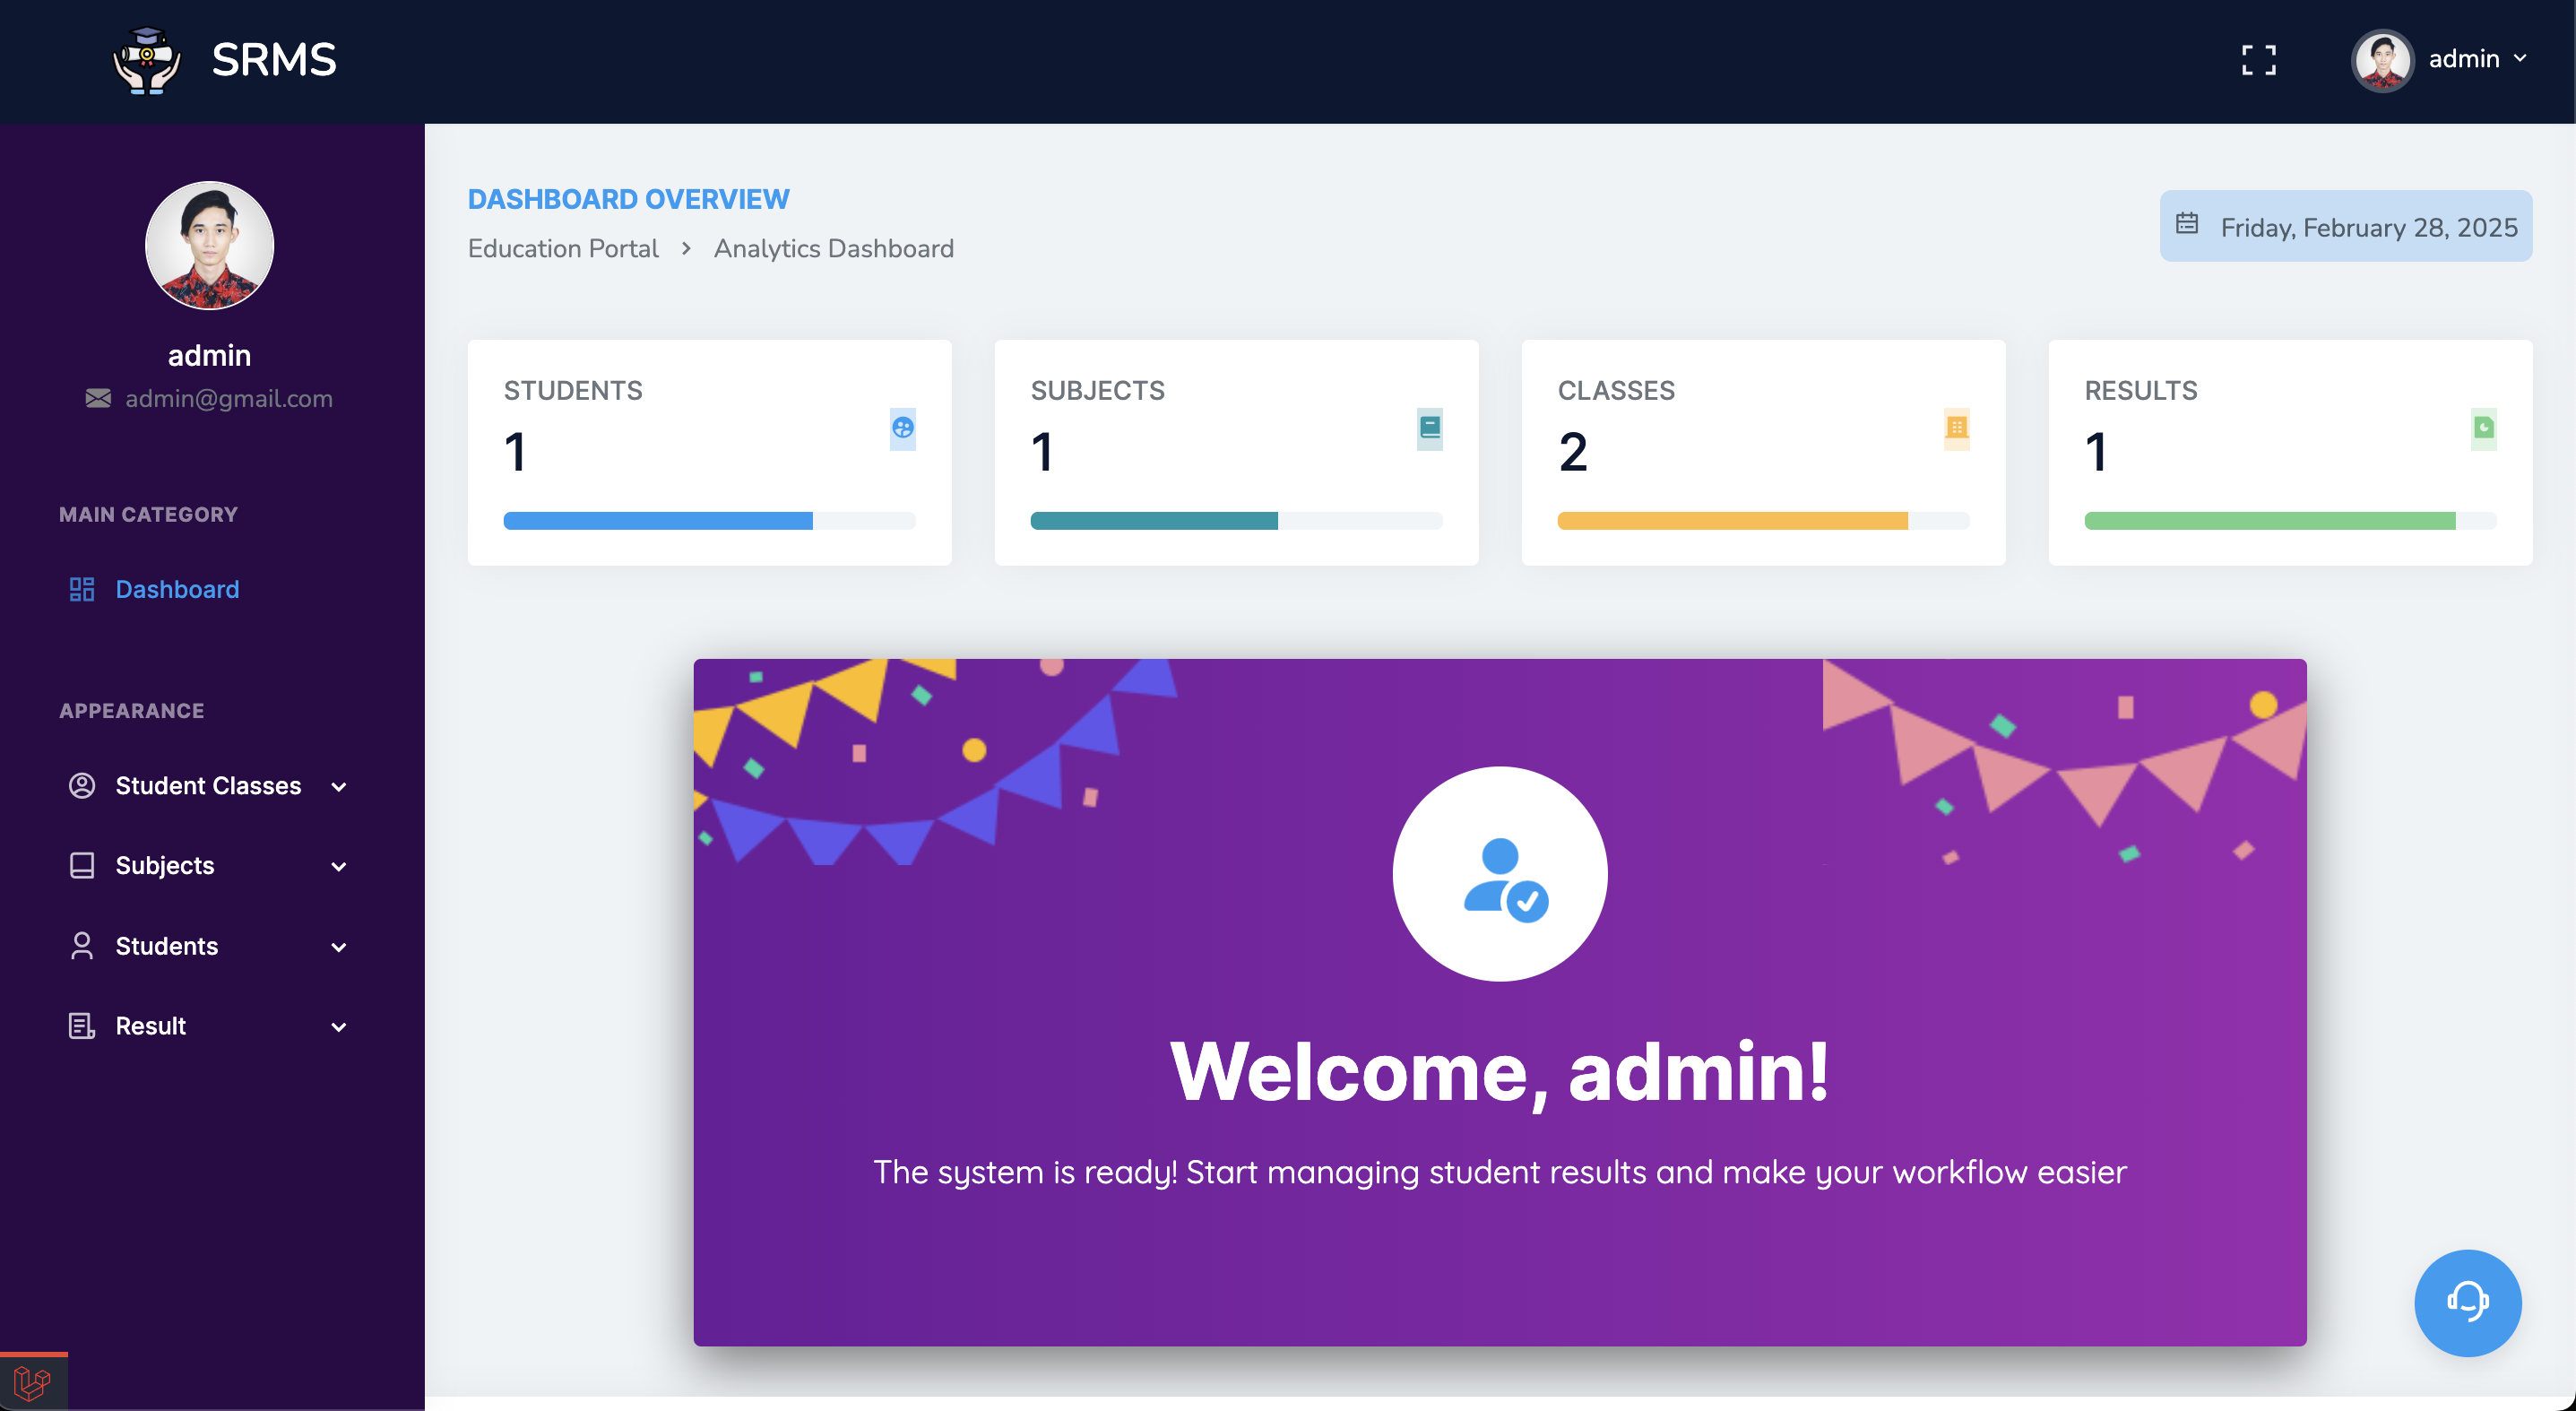 SRMS
admin
admin
admin@gmail.com
MAIN CATEGORY
Dashboard
APPEARANCE
Student Classes
Subjects
Students
Result
DASHBOARD OVERVIEW
Education Portal > Analytics Dashboard
Friday, February 28, 2025
STUDENTS
1
SUBJECTS
1
CLASSES
2
RESULTS
1
Welcome, admin!
The system is ready! Start managing student results and make your workflow easier